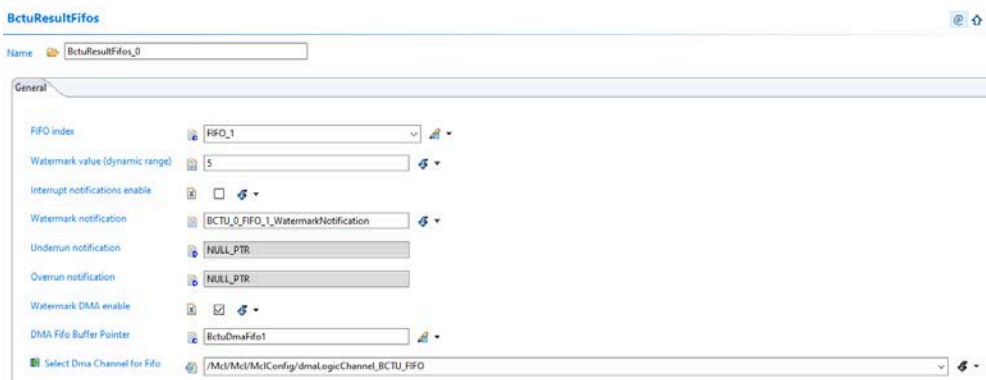 BctuResultFifos
Name BctuResultFifos_0
General
FIFO index FIFO_1
Watermark value (dynamic range) 5
Interrupt notifications enable
Watermark notification BCTU_0_FIFO_1_WatermarkNotification
Underrun notification NULL_PTR
Overrun notification NULL_PTR
Watermark DMA enable
DMA Fifo Buffer Pointer BctuDmaFifo1
Select Dma Channel for Fifo /Mcl/Mcl/MclConfig/dmaLogicChannel_BCTU_FIFO